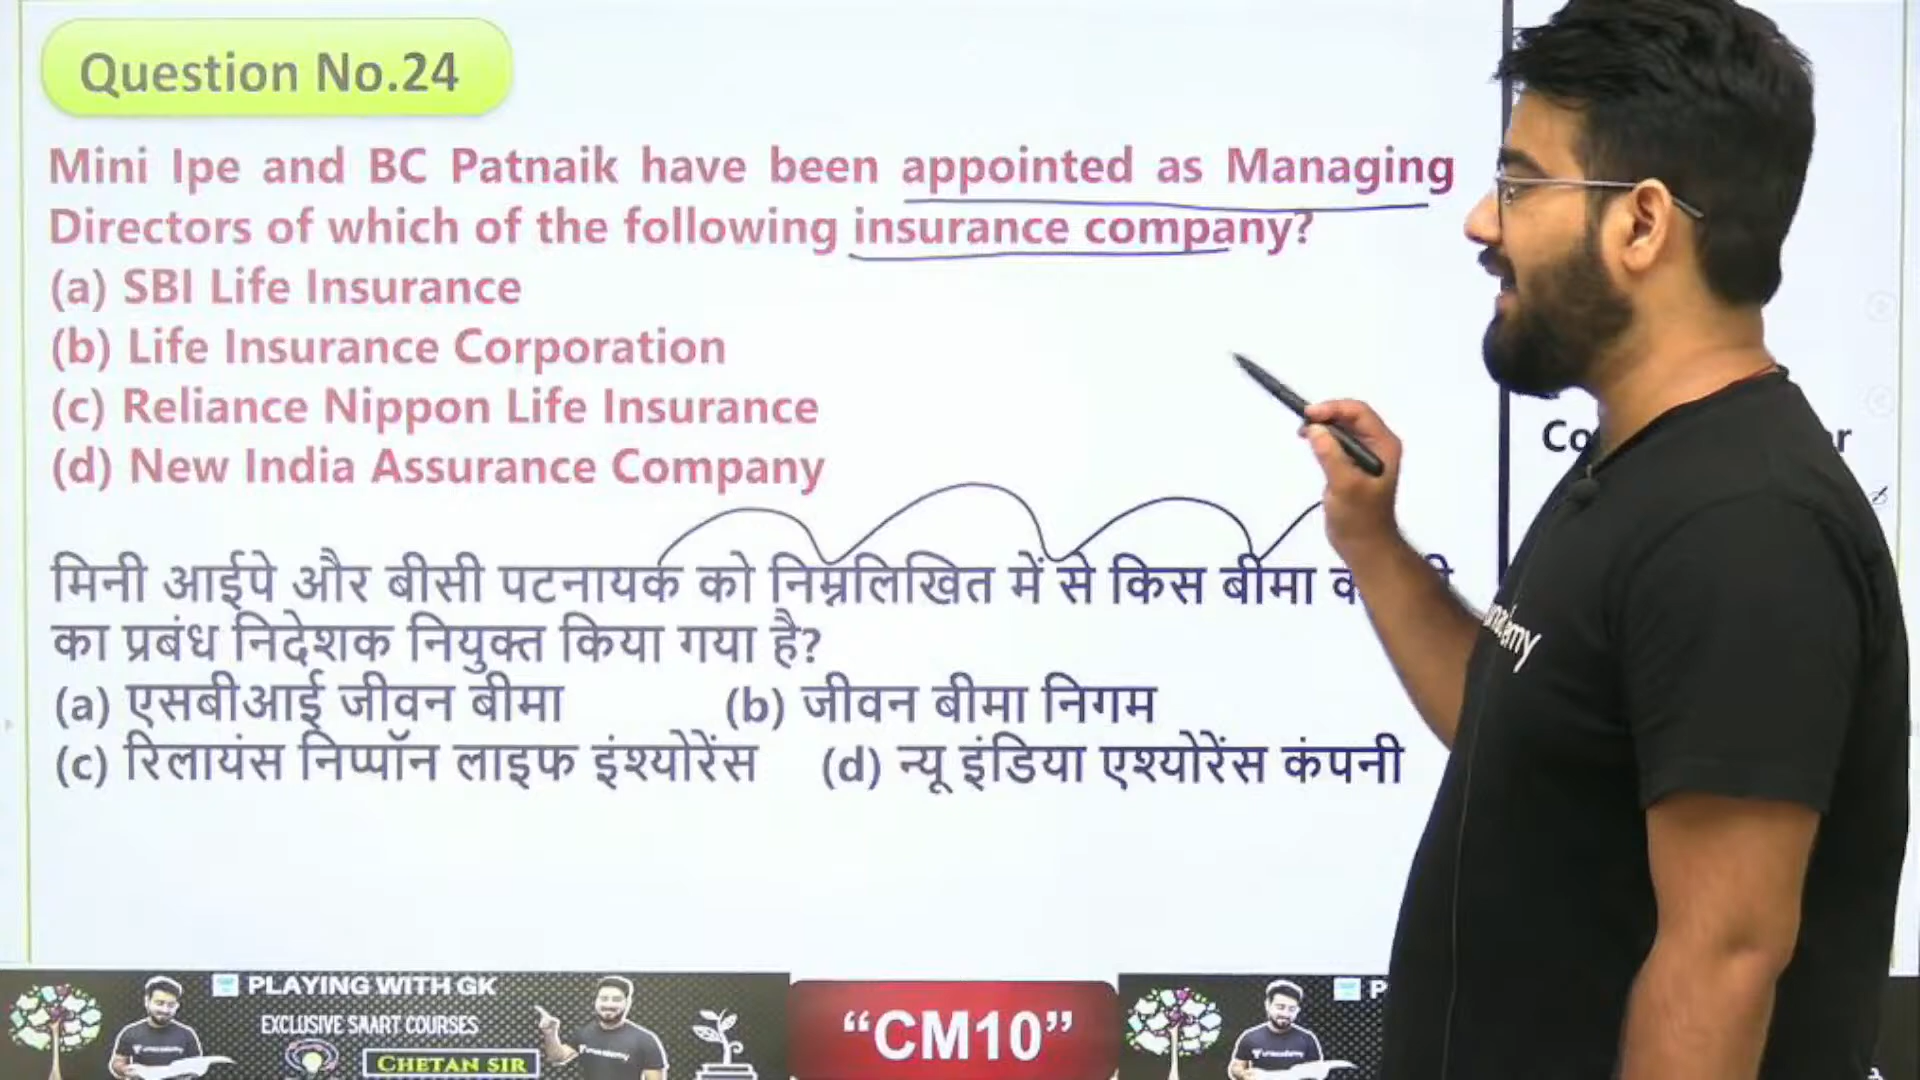 Question No.24
Mini Ipe and BC Patnaik have been appointed as Managing
Directors of which of the following insurance company?
(a) SBI Life Insurance
(b) Life Insurance Corporation
(c) Reliance Nippon Life Insurance
(d) New India Assurance Company
मिनी आईपे और बीसी पटनायक को निम्नलिखित में से किस बीमा
का प्रबंध निदेशक नियुक्त किया गया है?
(a) एसबीआई जीवन बीमा (b) जीवन बीमा निगम
(c) रिलायंस निप्पॉन लाइफ इंश्योरेंस (d) न्यू इंडिया एश्योरेंस कंपनी
PLAYING WITH GK
EXCLUSIVE SMART COURSES
CHETAN SIR
“CM10”